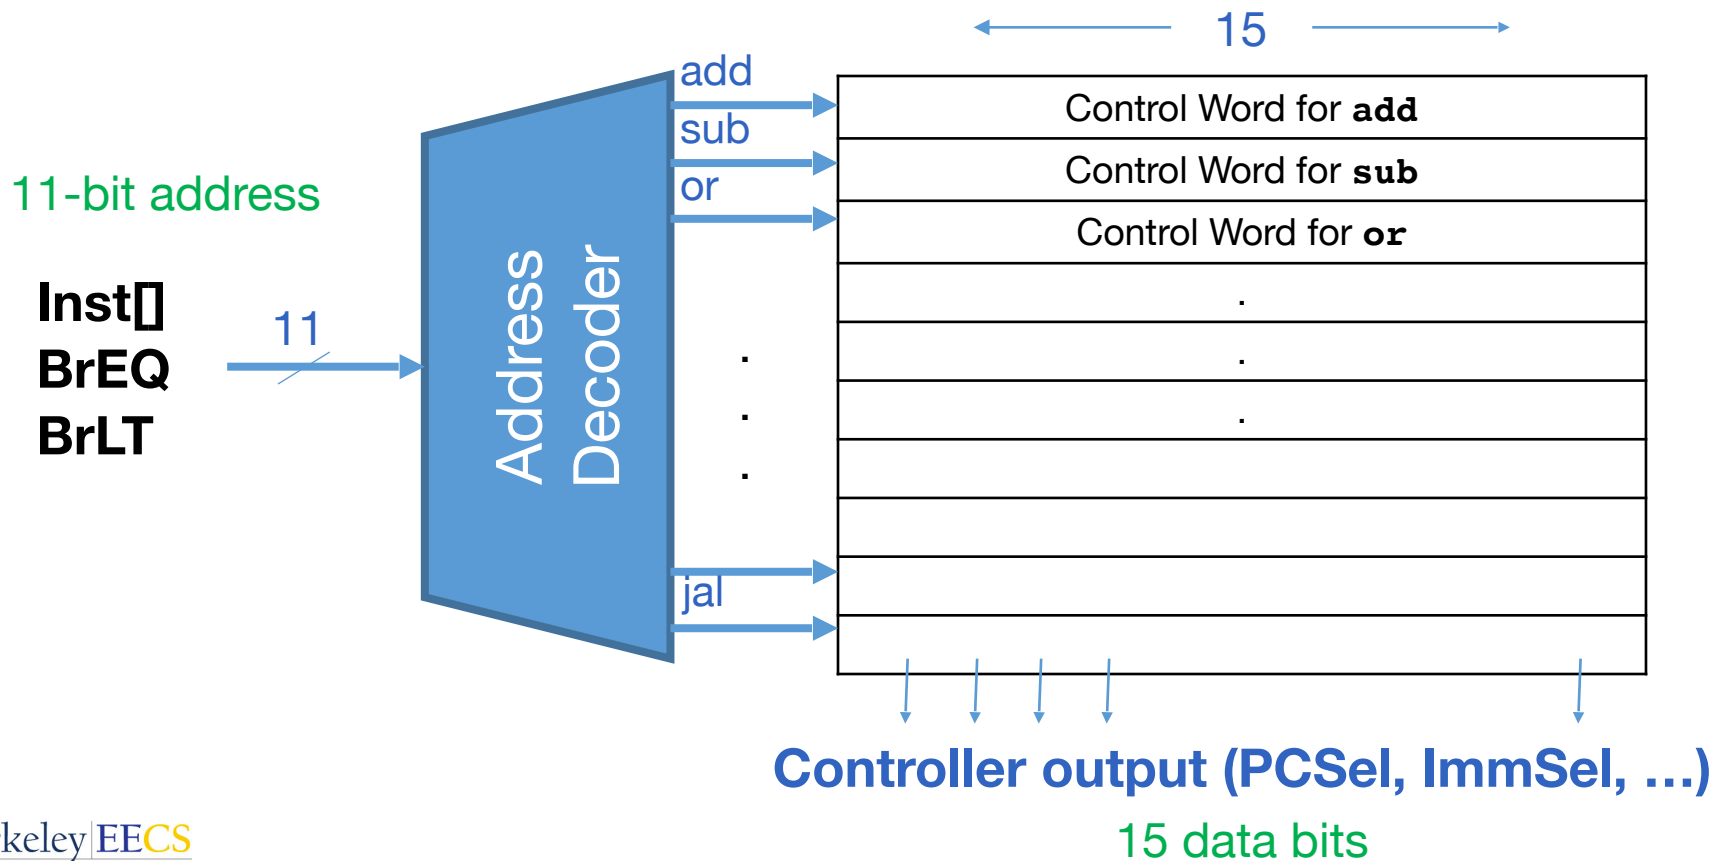 15
add
Control Word for add
sub
Control Word for sub
11-bit address
or
Control Word for or
Inst[]
BrEQ
BrLT
11
Address
Decoder
.
.
.
.
.
.
jal
Controller output (PCSel, ImmSel, …)
15 data bits
keley|EECS